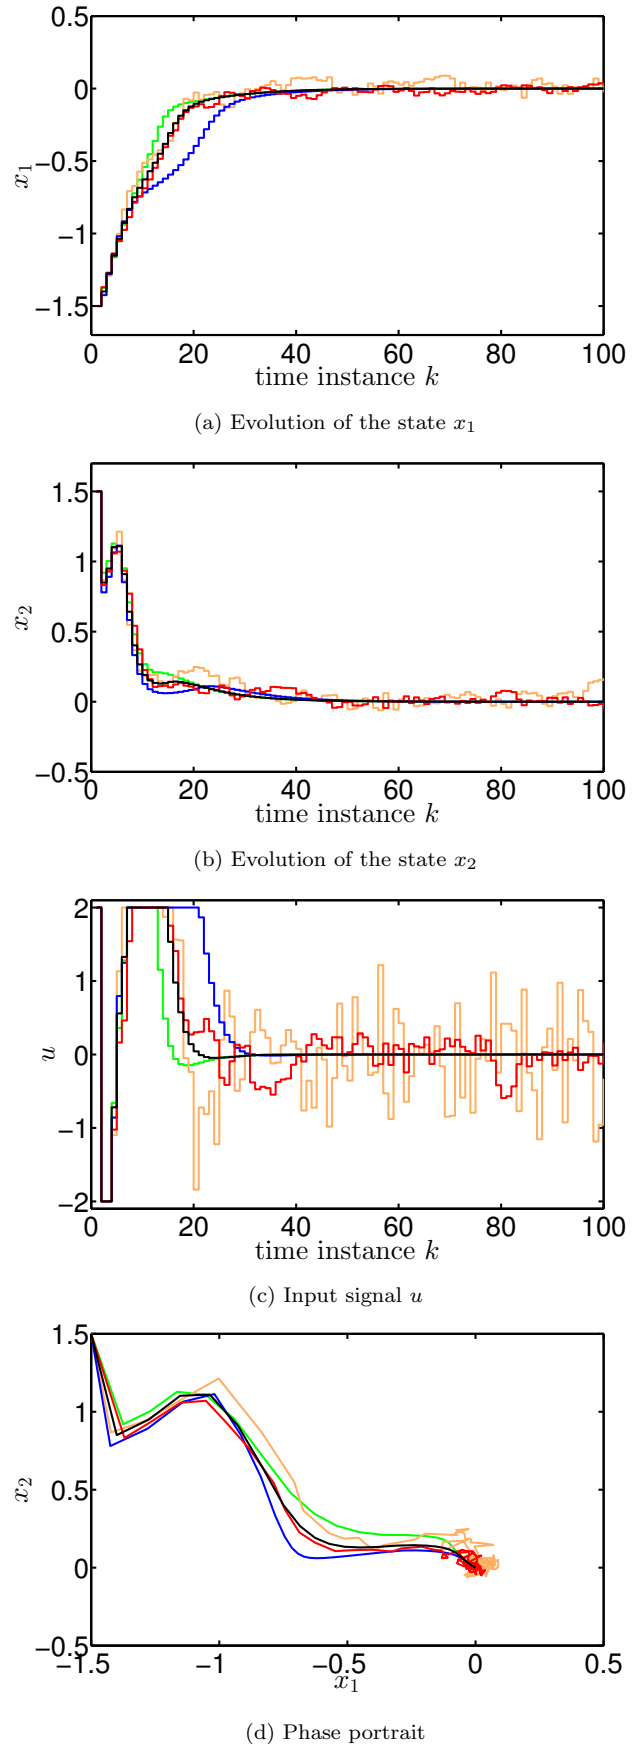 0.5
0
−0.5
−1
−1.5
x₁
0 20 40 60 80 100
time instance k
(a) Evolution of the state x₁
1.5
1
0.5
0
−0.5
x₂
0 20 40 60 80 100
time instance k
(b) Evolution of the state x₂
2
1
0
−1
−2
u
0 20 40 60 80 100
time instance k
(c) Input signal u
1.5
1
0.5
0
−0.5
x₂
−1.5 −1 −0.5 0 0.5
x₁
(d) Phase portrait